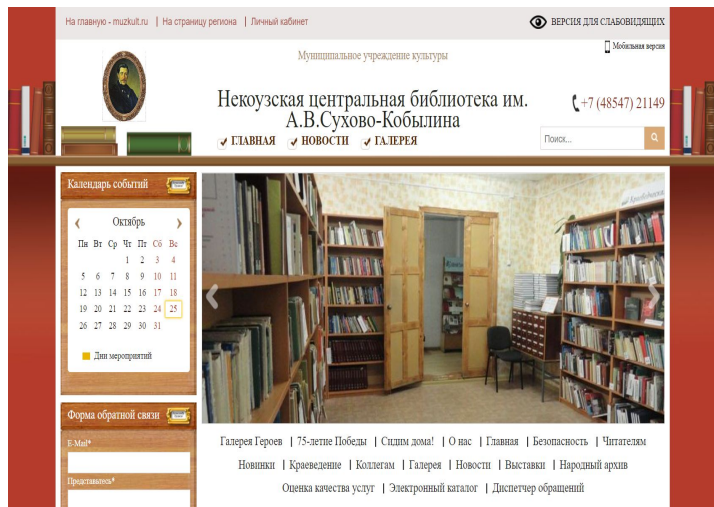 На главную - muzkult.ru | На страницу региона | Личный кабинет
ВЕРСИЯ ДЛЯ СЛАБОВИДЯЩИХ
Мобильная версия
Муниципальное учреждение культуры
Некоузская центральная библиотека им.
А.В.Сухово-Кобылина
+7 (48547) 21149
ГЛАВНАЯ НОВОСТИ ГАЛЕРЕЯ
Поиск...
Календарь событий
Октябрь
Пн Вт Ср Чт Пт Сб Вс
1 2 3 4
5 6 7 8 9 10 11
12 13 14 15 16 17 18
19 20 21 22 23 24 25
26 27 28 29 30 31
Дни мероприятий
Форма обратной связи
E-Mail*
Представьтесь*
Галерея Героев | 75-летие Победы | Сидим дома! | О нас | Главная | Безопасность | Читателям
Новинки | Краеведение | Коллегам | Галерея | Новости | Выставки | Народный архив
Оценка качества услуг | Электронный каталог | Диспетчер обращений